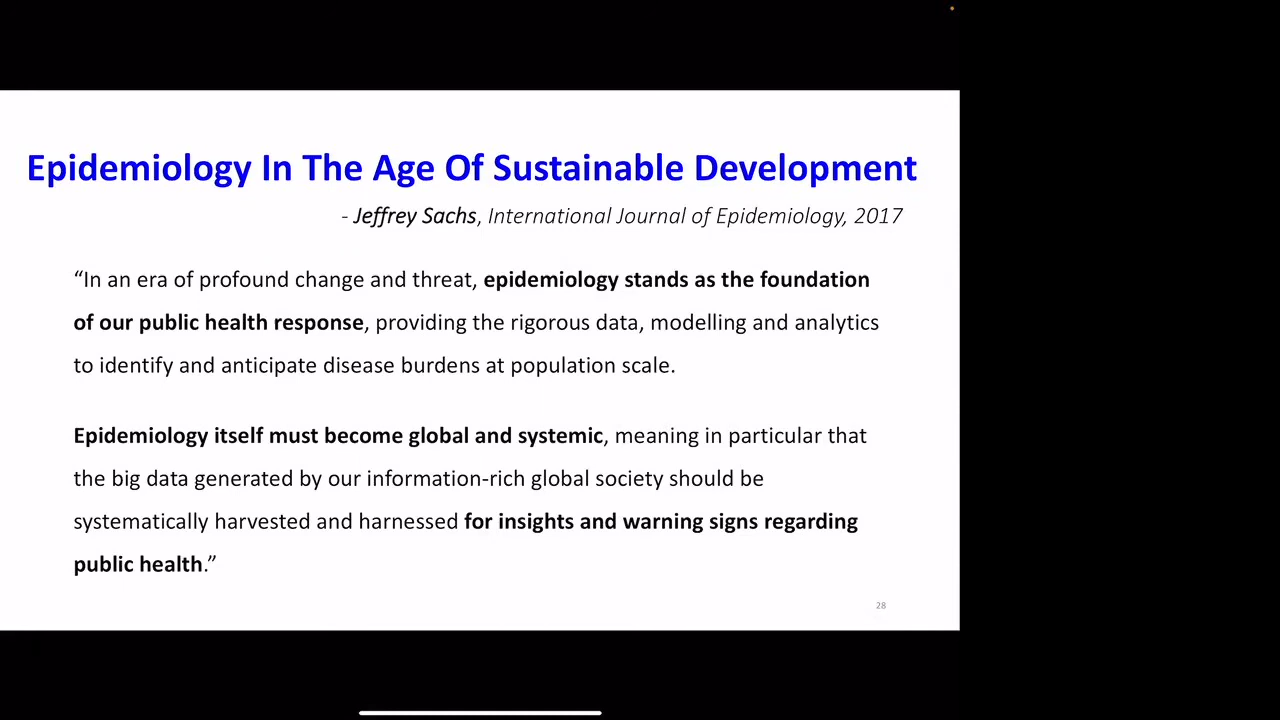 Epidemiology In The Age Of Sustainable Development
- Jeffrey Sachs, International Journal of Epidemiology, 2017
“In an era of profound change and threat, epidemiology stands as the foundation
of our public health response, providing the rigorous data, modelling and analytics
to identify and anticipate disease burdens at population scale.
Epidemiology itself must become global and systemic, meaning in particular that
the big data generated by our information-rich global society should be
systematically harvested and harnessed for insights and warning signs regarding
public health.”
28